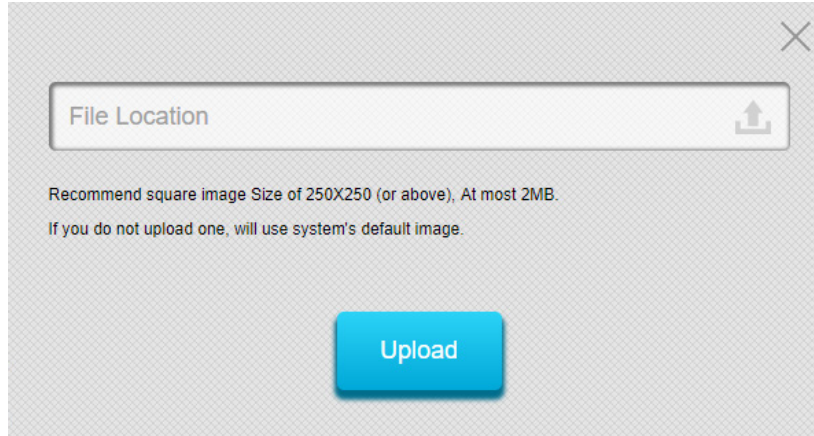 File Location
Recommend square image Size of 250X250 (or above), At most 2MB.
If you do not upload one, will use system's default image.
Upload